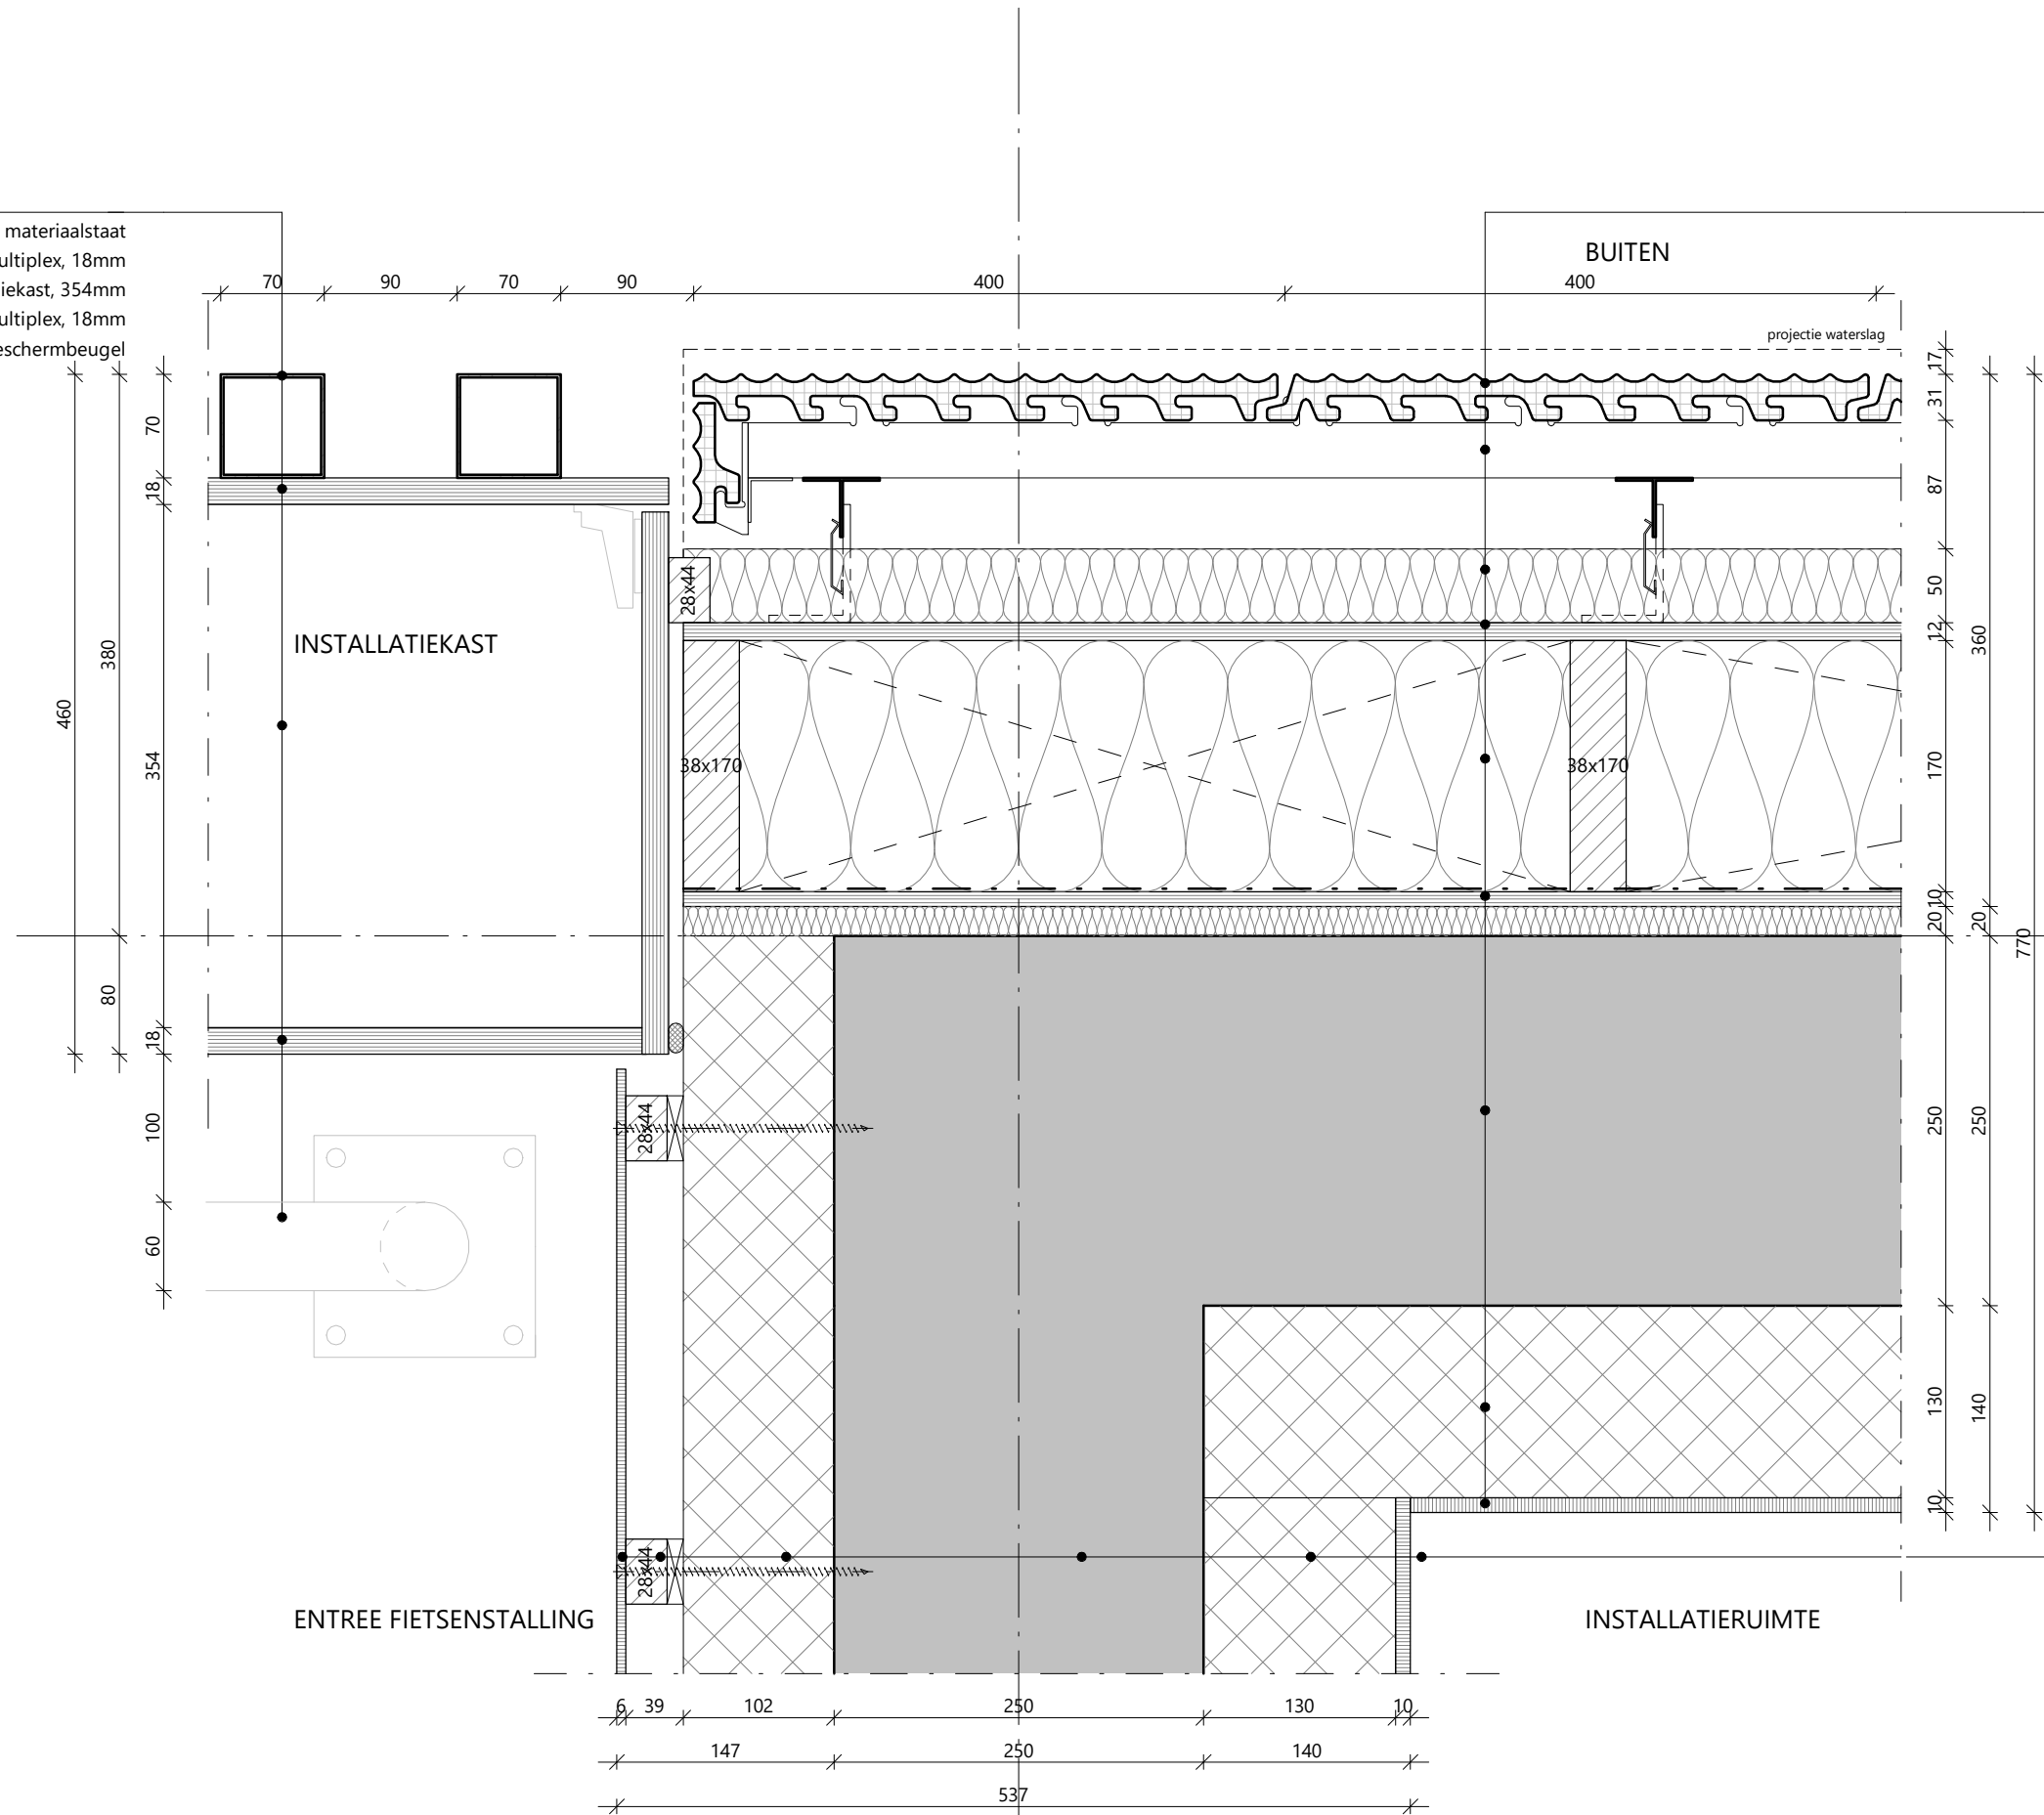 materiaalstaat
ultiplex, 18mm
iekast, 354mm
ultiplex, 18mm
eschermbeugel
BUITEN
70
90
70
90
400
400
projectie waterslag
17
31
87
50
12
170
10
20
250
130
10
360
20
250
140
770
70
18
354
18
100
60
380
80
460
INSTALLATIEKAST
28x44
38x170
38x170
28x44
28x44
ENTREE FIETSENSTALLING
INSTALLATIERUIMTE
6
39
102
250
130
10
147
250
140
537